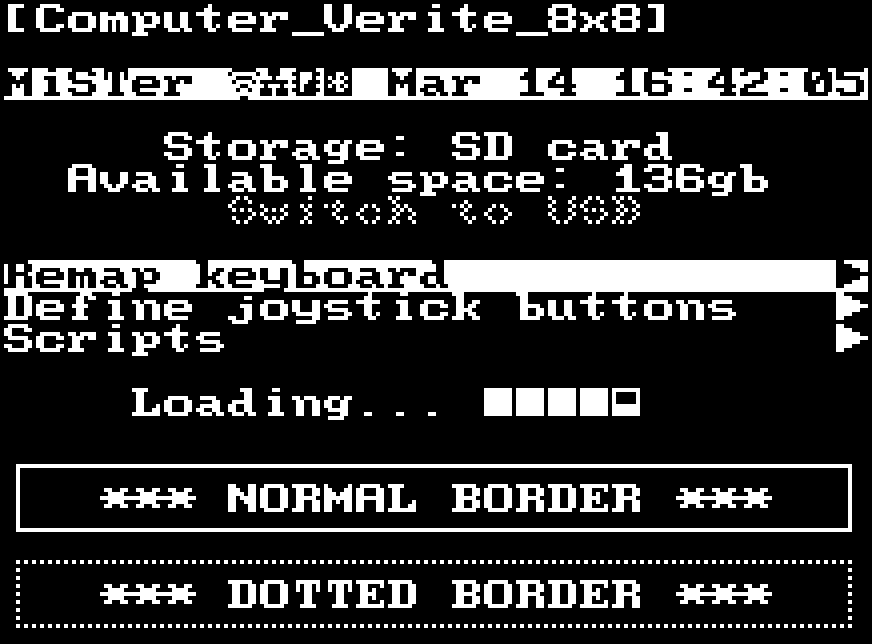 [Computer_Verite_8x8]
MiSTer Mar 14 16:42:05
Storage: SD card
Available space: 136gb
Switch to USB
Remap keyboard
Define joystick buttons
Scripts
Loading...
*** NORMAL BORDER ***
*** DOTTED BORDER ***